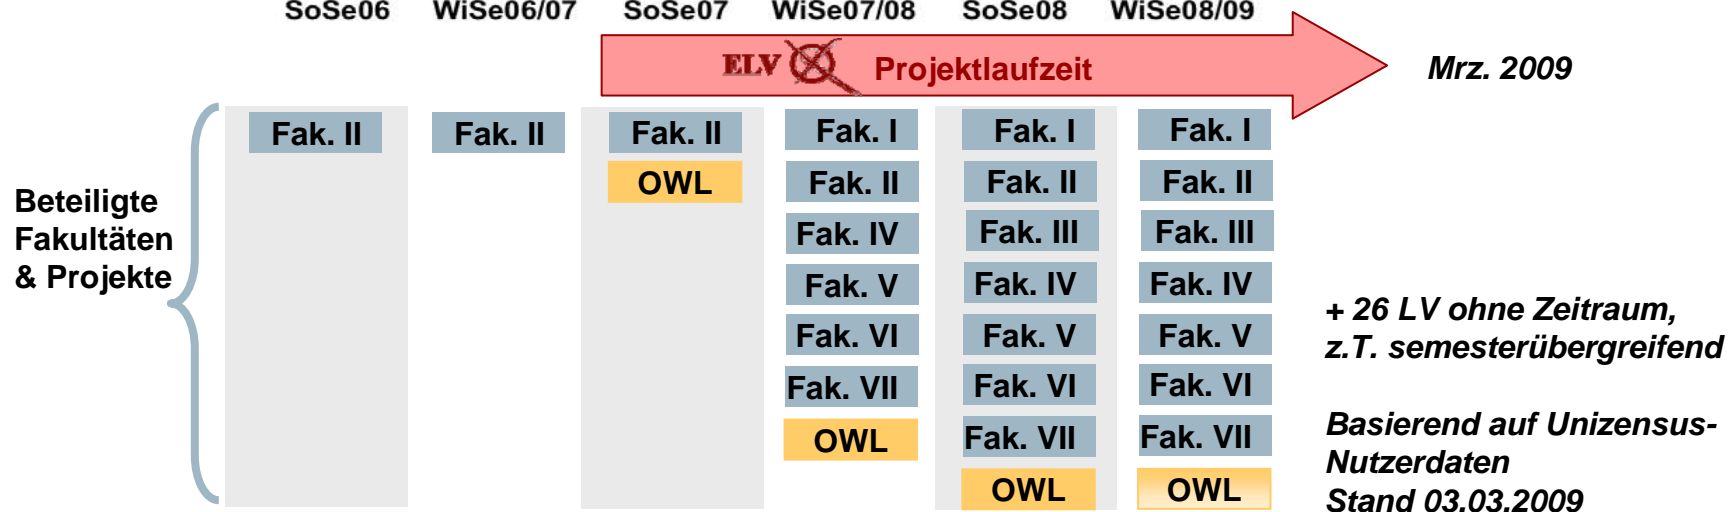 SoSe06 WiSe06/07 SoSe07 WiSe07/08 SoSe08 WiSe08/09
ELV Projektlaufzeit
Mrz. 2009
Fak. II Fak. II Fak. II Fak. I Fak. I Fak. I
OWL Fak. II Fak. II Fak. II
Fak. IV Fak. III Fak. III
Fak. V Fak. IV Fak. IV
Fak. VI Fak. V Fak. V
Fak. VII Fak. VI Fak. VI
OWL Fak. VII Fak. VII
OWL OWL
Beteiligte
Fakultäten
& Projekte
+ 26 LV ohne Zeitraum,
z.T. semesterübergreifend
Basierend auf Unizensus-
Nutzerdaten
Stand 03.03.2009